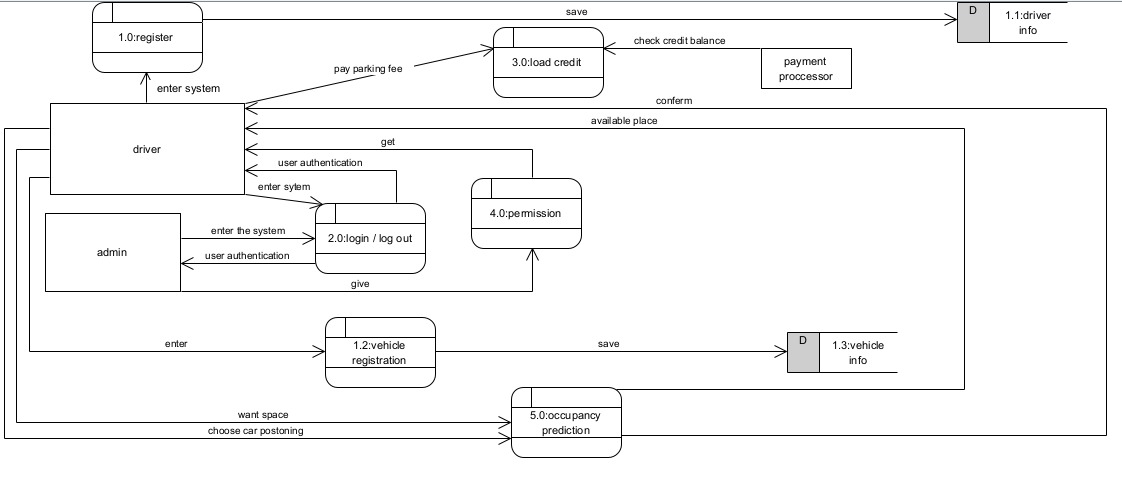 save
D
1.1:driver
info
1.0:register
check credit balance
3.0:load credit
pay parking fee
payment
proccessor
enter system
conferm
available place
driver
get
user authentication
enter sytem
4.0:permission
enter the system
2.0:login / log out
admin
user authentication
give
enter
1.2:vehicle
registration
save
D
1.3:vehicle
info
want space
5.0:occupancy
prediction
choose car postoning